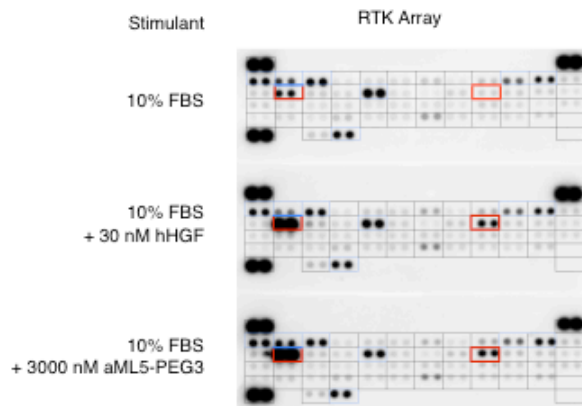 Stimulant RTK Array
10% FBS
10% FBS
+ 30 nM hHGF
10% FBS
+ 3000 nM aML5-PEG3